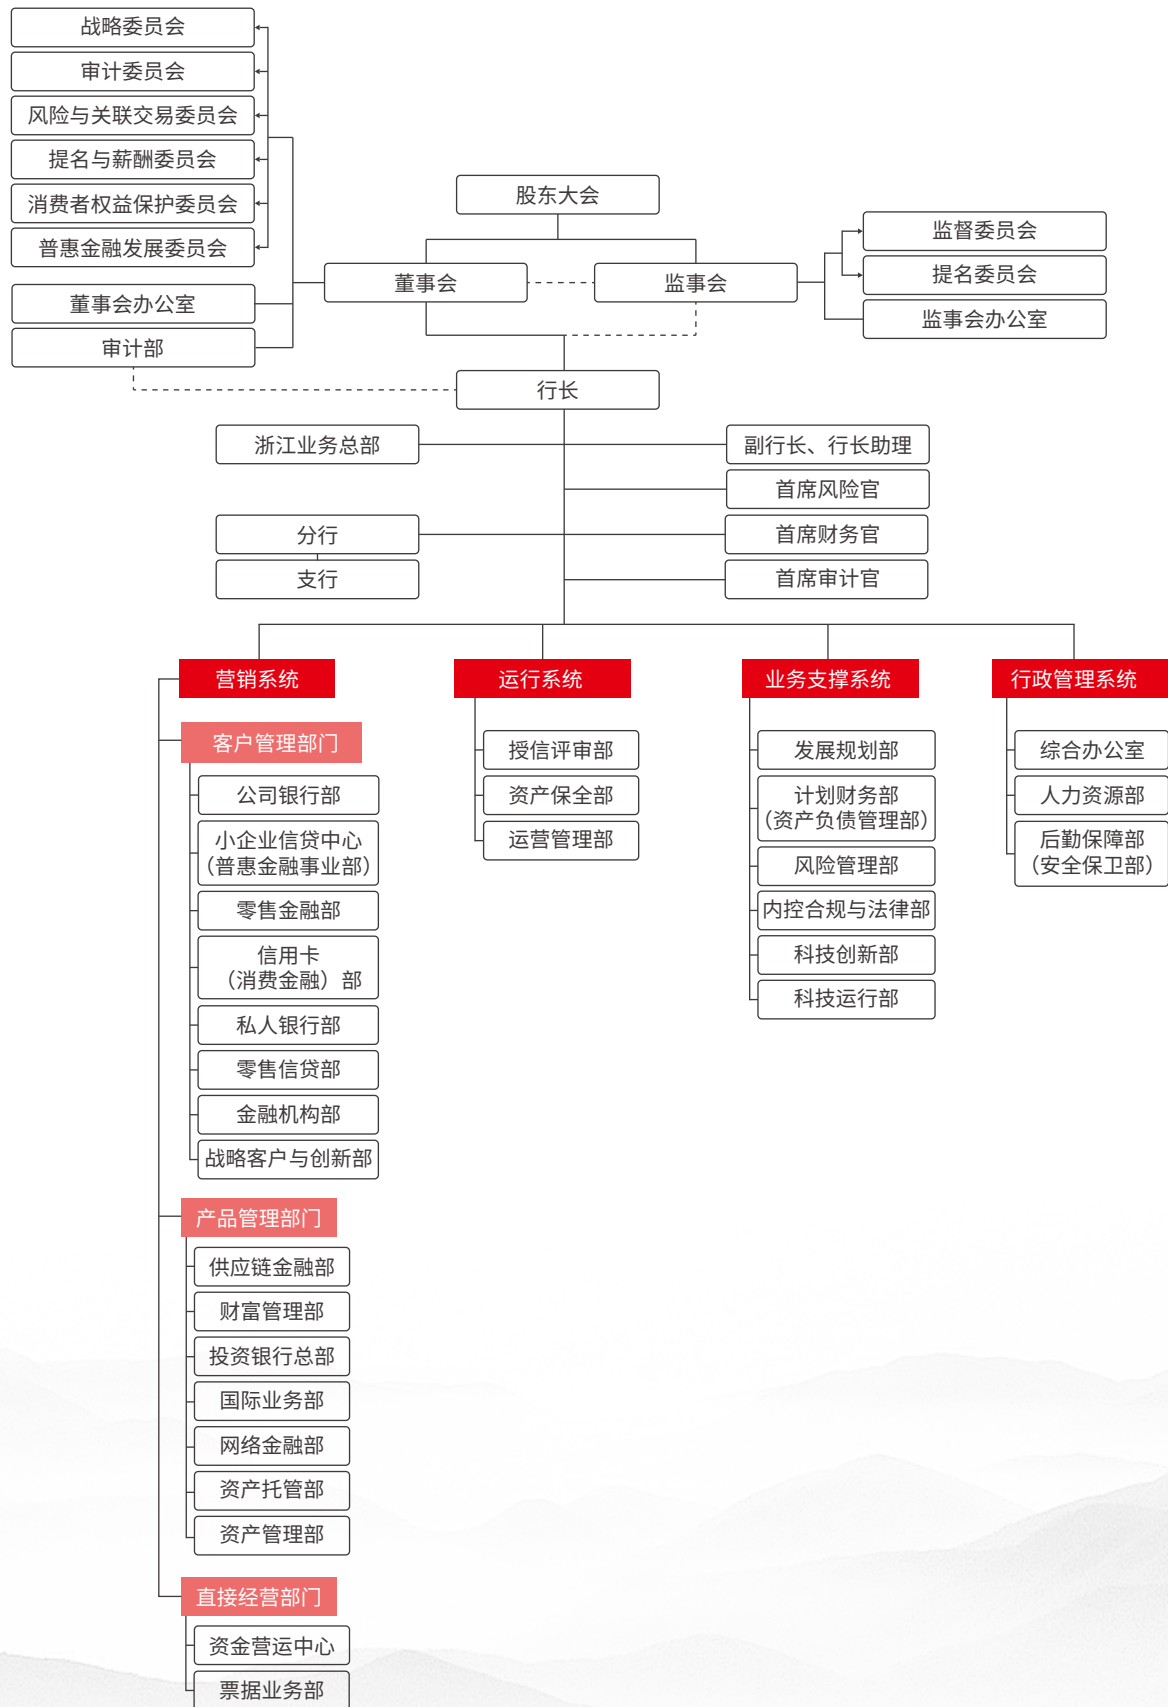 战略委员会
审计委员会
风险与关联交易委员会
提名与薪酬委员会
消费者权益保护委员会
普惠金融发展委员会
董事会办公室
审计部
股东大会
董事会
监事会
监督委员会
提名委员会
监事会办公室
行长
浙江业务总部
副行长、行长助理
首席风险官
分行
首席财务官
支行
首席审计官
营销系统
客户管理部门
公司银行部
小企业信贷中心
（普惠金融事业部）
零售金融部
信用卡
（消费金融）部
私人银行部
零售信贷部
金融机构部
战略客户与创新部
产品管理部门
供应链金融部
财富管理部
投资银行总部
国际业务部
网络金融部
资产托管部
资产管理部
直接经营部门
资金营运中心
票据业务部
运行系统
授信评审部
资产保全部
运营管理部
业务支撑系统
发展规划部
计划财务部
（资产负债管理部）
风险管理部
内控合规与法律部
科技创新部
科技运行部
行政管理系统
综合办公室
人力资源部
后勤保障部
（安全保卫部）